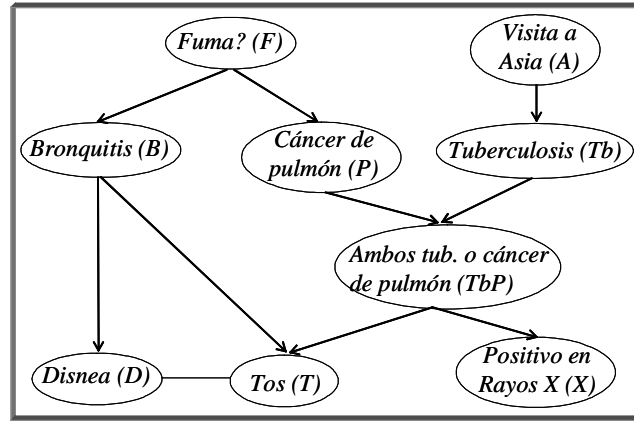 Fuma? (F)
Visita a
Asia (A)
Bronquitis (B)
Cáncer de
pulmón (P)
Tuberculosis (Tb)
Ambos tub. o cáncer
de pulmón (TbP)
Disnea (D)
Tos (T)
Positivo en
Rayos X (X)